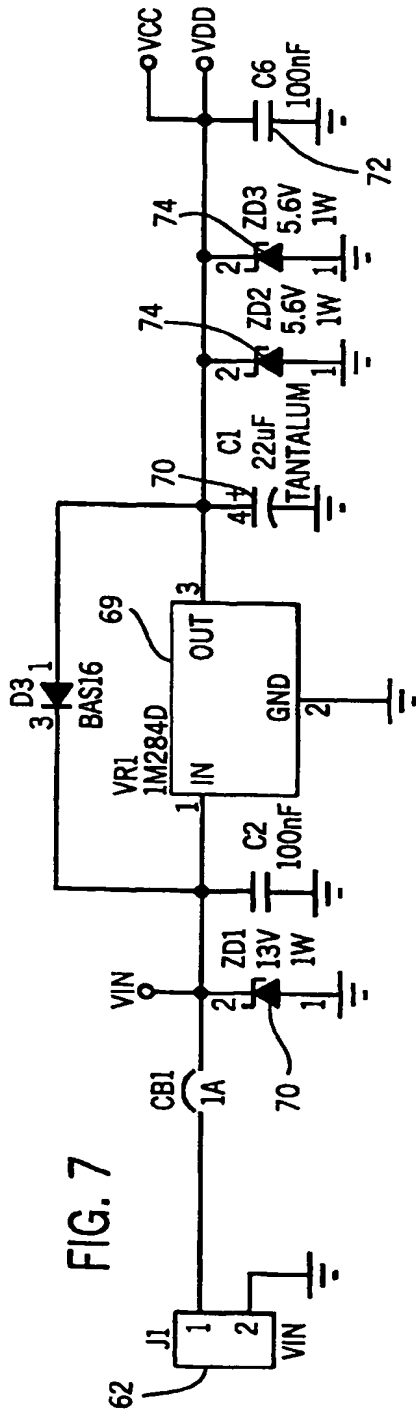 FIG. 7
62
J1
1
2
VIN
CB1
1A
VIN
2
ZD1
13V
1W
1
70
C2
100nF
D3
3
1
BAS16
69
VR1
1M284D
1
IN
OUT
3
GND
2
70
4
+
C1
22uF
TANTALUM
74
2
ZD2
5.6V
1W
1
74
2
ZD3
5.6V
1W
1
VCC
VDD
C6
100nF
72